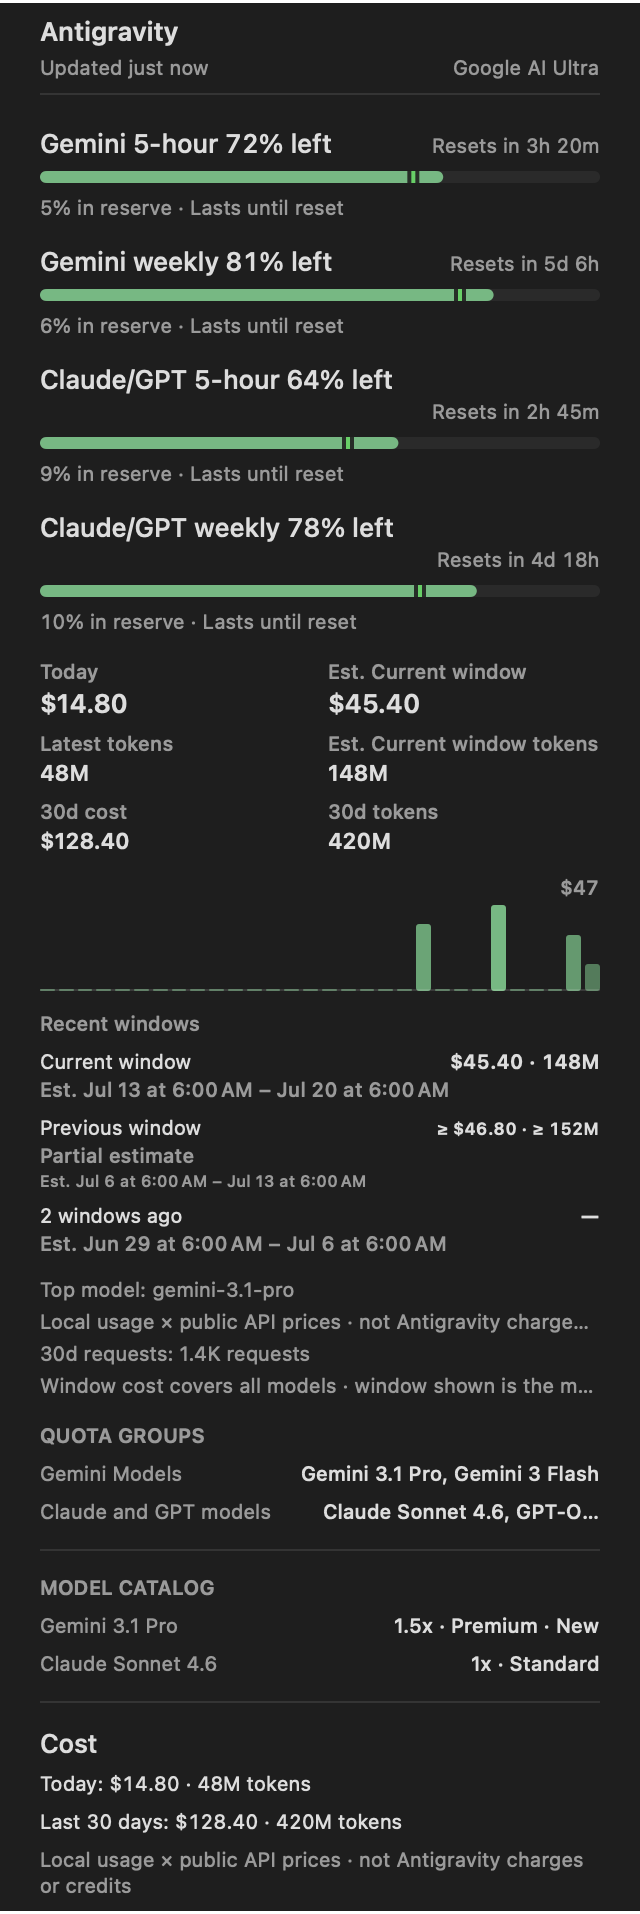 Antigravity
Updated just now Google AI Ultra
Gemini 5-hour 72% left Resets in 3h 20m
5% in reserve · Lasts until reset
Gemini weekly 81% left Resets in 5d 6h
6% in reserve · Lasts until reset
Claude/GPT 5-hour 64% left
Resets in 2h 45m
9% in reserve · Lasts until reset
Claude/GPT weekly 78% left
Resets in 4d 18h
10% in reserve · Lasts until reset
Today Est. Current window
$14.80 $45.40
Latest tokens Est. Current window tokens
48M 148M
30d cost 30d tokens
$128.40 420M
$47
Recent windows
Current window $45.40 · 148M
Est. Jul 13 at 6:00 AM – Jul 20 at 6:00 AM
Previous window ≥ $46.80 · ≥ 152M
Partial estimate
Est. Jul 6 at 6:00 AM – Jul 13 at 6:00 AM
2 windows ago —
Est. Jun 29 at 6:00 AM – Jul 6 at 6:00 AM
Top model: gemini-3.1-pro
Local usage × public API prices · not Antigravity charge...
30d requests: 1.4K requests
Window cost covers all models · window shown is the m...
QUOTA GROUPS
Gemini Models Gemini 3.1 Pro, Gemini 3 Flash
Claude and GPT models Claude Sonnet 4.6, GPT-O...
MODEL CATALOG
Gemini 3.1 Pro 1.5x · Premium · New
Claude Sonnet 4.6 1x · Standard
Cost
Today: $14.80 · 48M tokens
Last 30 days: $128.40 · 420M tokens
Local usage × public API prices · not Antigravity charges
or credits